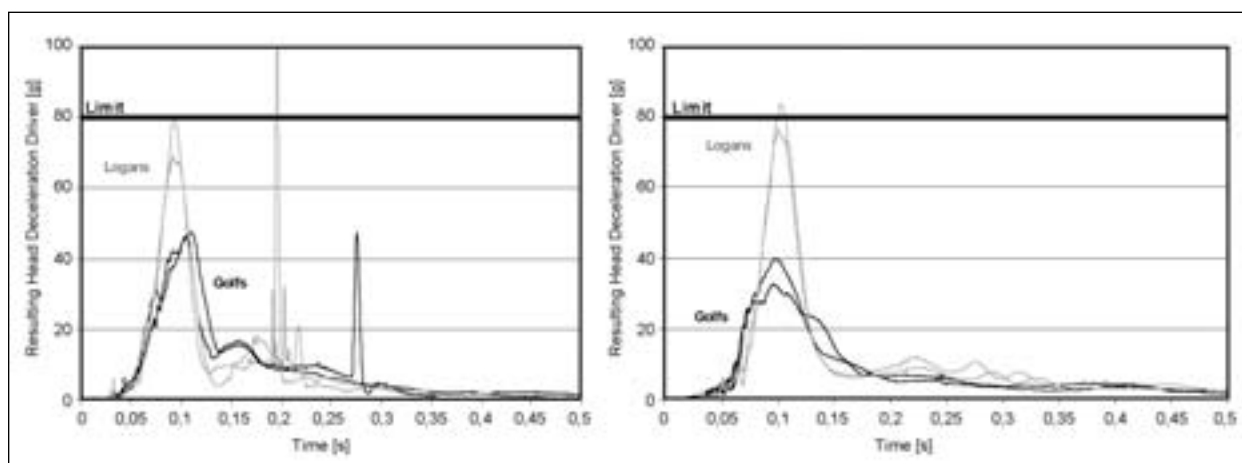 Resulting Head Deceleration Driver [g]
100
80
60
40
20
0
Limit
Logans
Golfs
0 0,05 0,1 0,15 0,2 0,25 0,3 0,35 0,4 0,45 0,5
Time [s]
Resulting Head Deceleration Driver [g]
100
80
60
40
20
0
Limit
Logans
Golfs
0 0,05 0,1 0,15 0,2 0,25 0,3 0,35 0,4 0,45 0,5
Time [s]